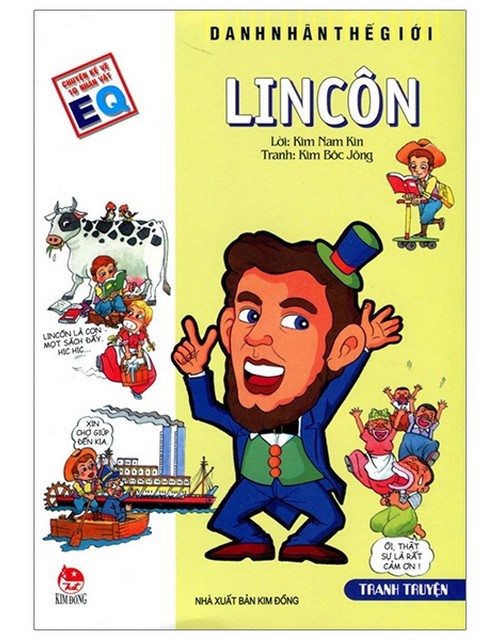 DANH NHÂN THẾ GIỚI
CHUYỆN KỂ VỀ
10 NHÂN VẬT
EQ
LINCÔN
Lời: Kim Nam Kin
Tranh: Kim Bôc Jông
LINCÔN LÀ CON
MỌT SÁCH ĐẤY.
HIC HIC...
XIN
CHỞ GIÚP
ĐẾN KIA.
ÔI, THẬT
SỰ LÀ RẤT
CẢM ƠN !
KIM ĐỒNG
NHÀ XUẤT BẢN KIM ĐỒNG
TRANH TRUYỆN